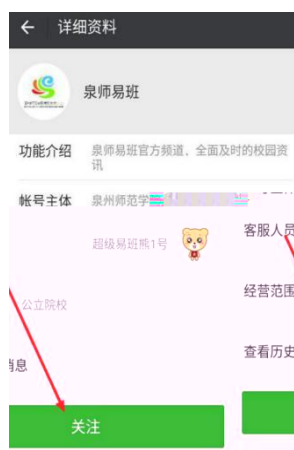 详细资料
泉师易班
功能介绍 泉师易班官方频道，全面及时的校园资
讯
帐号主体 泉州师范学
超级易班熊1号
客服人员
公立院校
经营范围
消息
查看历史
关注